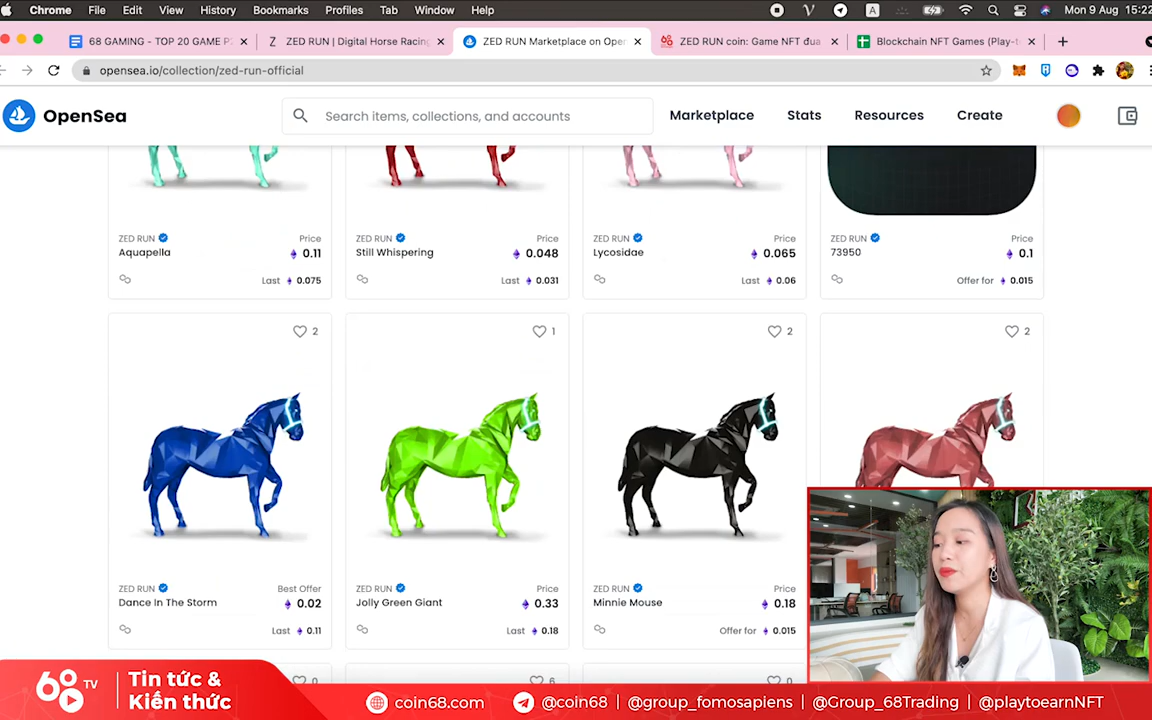 Chrome File Edit View History Bookmarks Profiles Tab Window Help
A Mon 9 Aug 15:22
68 GAMING - TOP 20 GAME P
ZED RUN | Digital Horse Racing
ZED RUN Marketplace on Open
ZED RUN coin: Game NFT đua
Blockchain NFT Games (Play-t
opensea.io/collection/zed-run-official
OpenSea
Search items, collections, and accounts
Marketplace Stats Resources Create
ZED RUN Price
Aquapella 0.11
Last 0.075
ZED RUN Price
Still Whispering 0.048
Last 0.031
ZED RUN Price
Lycosidae 0.065
Last 0.06
ZED RUN Price
73950 0.1
Offer for 0.015
2
1
2
2
ZED RUN Best Offer
Dance In The Storm 0.02
Last 0.11
ZED RUN Price
Jolly Green Giant 0.33
Last 0.18
ZED RUN Price
Minnie Mouse 0.18
Offer for 0.015
0
6
0
68 TV
Tin tức &
Kiến thức
coin68.com
@coin68 | @group_fomosapiens | @Group_68Trading | @playtoearnNFT